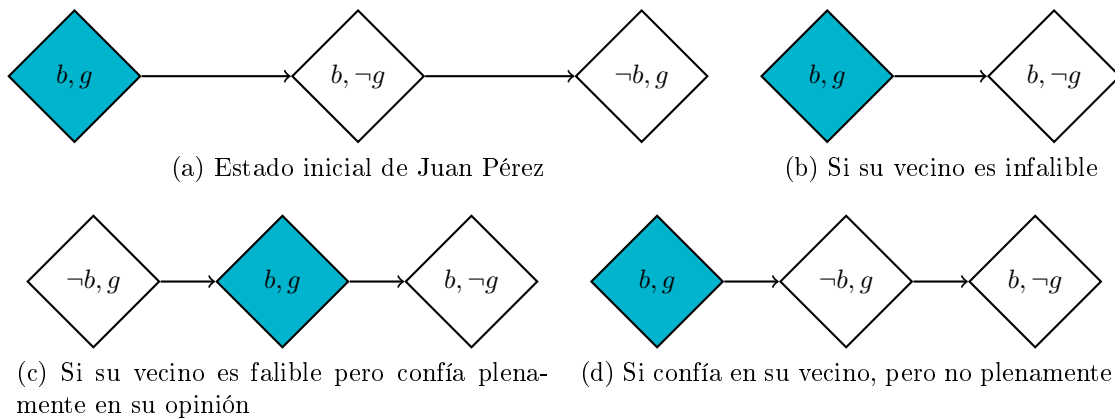 b, g
b, ¬g
¬b, g
b, g
b, ¬g
(a) Estado inicial de Juan Pérez
(b) Si su vecino es infalible
¬b, g
b, g
b, ¬g
b, g
¬b, g
b, ¬g
(c) Si su vecino es falible pero confía plena-
mente en su opinión
(d) Si confía en su vecino, pero no plenamente